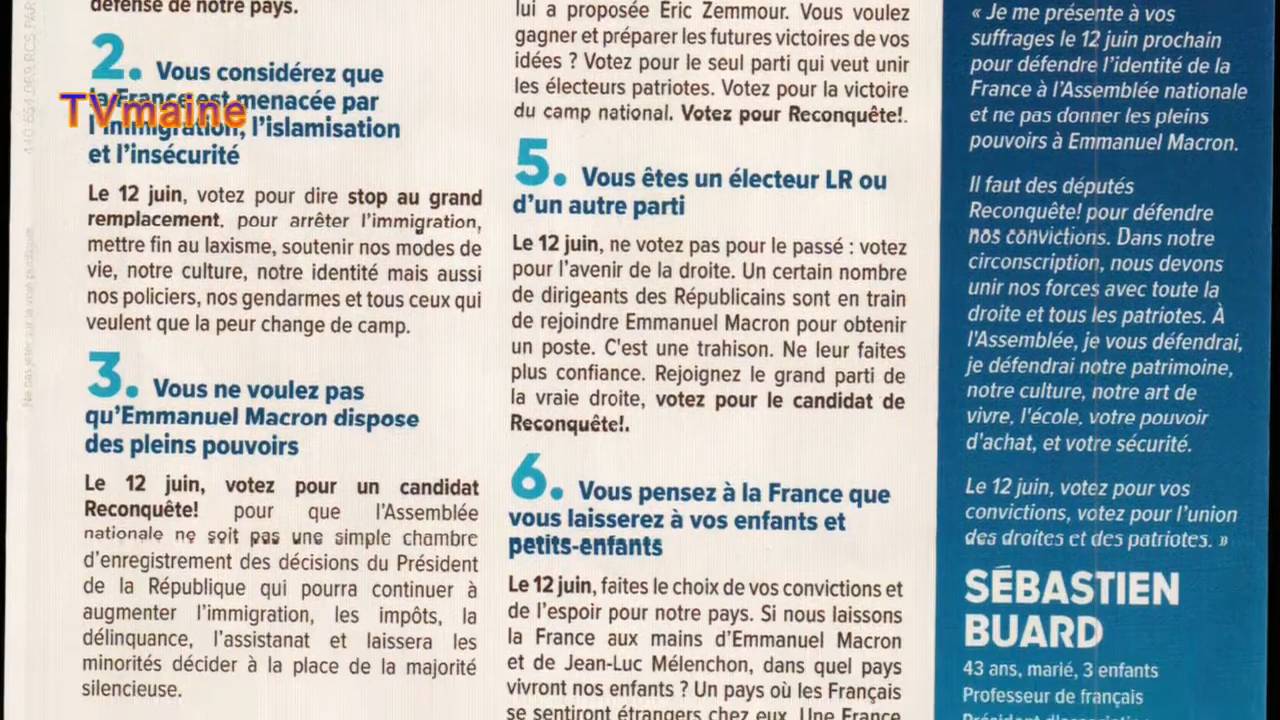 défense de notre pays.
2. Vous considérez que
la France est menacée par
l'immigration, l'islamisation
et l'insécurité
Le 12 juin, votez pour dire stop au grand
remplacement, pour arrêter l'immigration,
mettre fin au laxisme, soutenir nos modes de
vie, notre culture, notre identité mais aussi
nos policiers, nos gendarmes et tous ceux qui
veulent que la peur change de camp.
3. Vous ne voulez pas
qu'Emmanuel Macron dispose
des pleins pouvoirs
Le 12 juin, votez pour un candidat
Reconquête! pour que l'Assemblée
nationale ne soit pas une simple chambre
d'enregistrement des décisions du Président
de la République qui pourra continuer à
augmenter l'immigration, les impôts, la
délinquance, l'assistanat et laissera les
minorités décider à la place de la majorité
silencieuse.
lui a proposée Éric Zemmour. Vous voulez
gagner et préparer les futures victoires de vos
idées ? Votez pour le seul parti qui veut unir
les électeurs patriotes. Votez pour la victoire
du camp national. Votez pour Reconquête!.
5. Vous êtes un électeur LR ou
d'un autre parti
Le 12 juin, ne votez pas pour le passé : votez
pour l'avenir de la droite. Un certain nombre
de dirigeants des Républicains sont en train
de rejoindre Emmanuel Macron pour obtenir
un poste. C'est une trahison. Ne leur faites
plus confiance. Rejoignez le grand parti de
la vraie droite, votez pour le candidat de
Reconquête!.
6. Vous pensez à la France que
vous laisserez à vos enfants et
petits-enfants
Le 12 juin, faites le choix de vos convictions et
de l'espoir pour notre pays. Si nous laissons
la France aux mains d'Emmanuel Macron
et de Jean-Luc Mélenchon, dans quel pays
vivront nos enfants ? Un pays où les Français
se sentiront étrangers chez eux. Une France
« Je me présente à vos
suffrages le 12 juin prochain
pour défendre l'identité de la
France à l'Assemblée nationale
et ne pas donner les pleins
pouvoirs à Emmanuel Macron.
Il faut des députés
Reconquête! pour défendre
nos convictions. Dans notre
circonscription, nous devons
unir nos forces avec toute la
droite et tous les patriotes. À
l'Assemblée, je vous défendrai,
je défendrai notre patrimoine,
notre culture, notre art de
vivre, l'école, votre pouvoir
d'achat, et votre sécurité.
Le 12 juin, votez pour vos
convictions, votez pour l'union
des droites et des patriotes. »
SÉBASTIEN
BUARD
43 ans, marié, 3 enfants
Professeur de français
Président
TVmaine
Ne pas jeter sur la voie publique